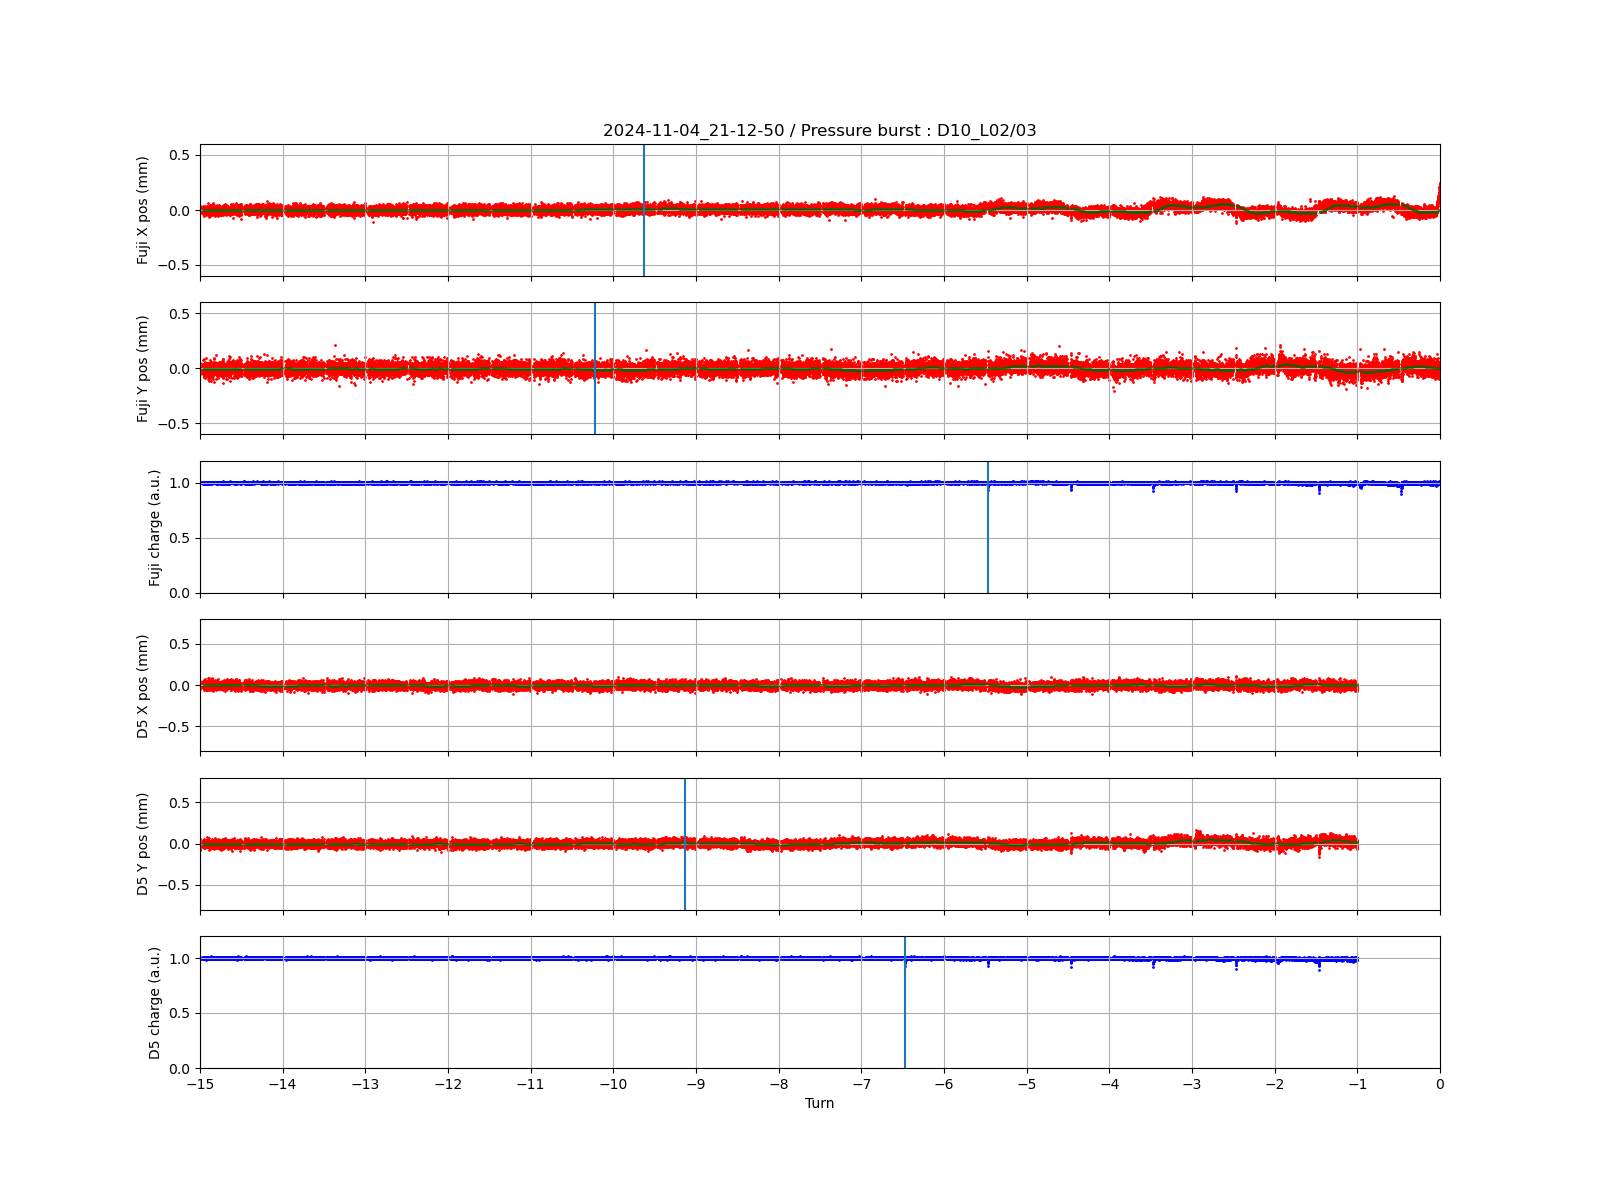 2024-11-04_21-12-50 / Pressure burst : D10_L02/03
Fuji X pos (mm)
0.5
0.0
−0.5
Fuji Y pos (mm)
0.5
0.0
−0.5
Fuji charge (a.u.)
1.0
0.5
0.0
D5 X pos (mm)
0.5
0.0
−0.5
D5 Y pos (mm)
0.5
0.0
−0.5
D5 charge (a.u.)
1.0
0.5
0.0
−15 −14 −13 −12 −11 −10 −9 −8 −7 −6 −5 −4 −3 −2 −1 0
Turn